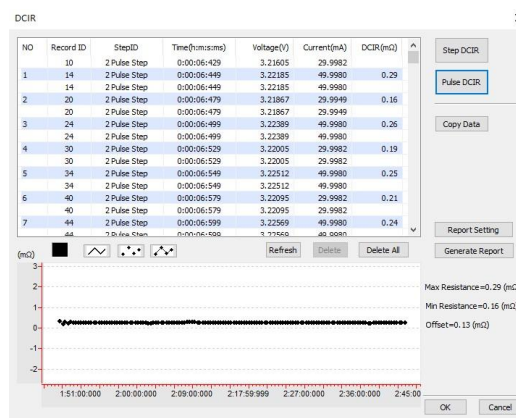 DCIR
NO Record ID StepID Time(h:m:s:ms) Voltage(V) Current(mA) DCIR(mΩ)
10 2 Pulse Step 0:00:06:429 3.21605 29.9982
1 14 2 Pulse Step 0:00:06:449 3.22185 49.9980 0.29
14 2 Pulse Step 0:00:06:449 3.22185 49.9980
2 20 2 Pulse Step 0:00:06:479 3.21867 29.9949 0.16
20 2 Pulse Step 0:00:06:479 3.21867 29.9949
3 24 2 Pulse Step 0:00:06:499 3.22389 49.9980 0.26
24 2 Pulse Step 0:00:06:499 3.22389 49.9980
4 30 2 Pulse Step 0:00:06:529 3.22005 29.9982 0.19
30 2 Pulse Step 0:00:06:529 3.22005 29.9982
5 34 2 Pulse Step 0:00:06:549 3.22512 49.9980 0.25
34 2 Pulse Step 0:00:06:549 3.22512 49.9980
6 40 2 Pulse Step 0:00:06:579 3.22095 29.9982 0.21
40 2 Pulse Step 0:00:06:579 3.22095 29.9982
7 44 2 Pulse Step 0:00:06:599 3.22569 49.9980 0.24
44 2 Pulse Step 0:00:06:599 3.22569 49.9980
Step DCIR
Pulse DCIR
Copy Data
Report Setting
Generate Report
Refresh Delete Delete All
(mΩ)
3
2
1
0
-1
-2
1:51:00:000 2:00:00:000 2:09:00:000 2:17:59:999 2:27:00:000 2:36:00:000 2:45:00
Max Resistance=0.29 (mΩ
Min Resistance=0.16 (mΩ
Offset=0.13 (mΩ)
OK Cancel